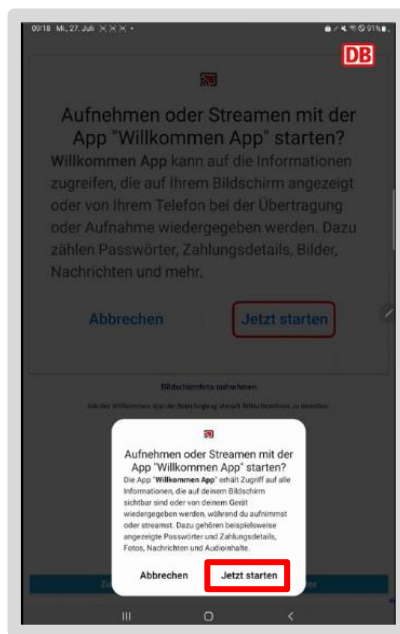 09:18 Mi., 27. Juli
91%
DB
Aufnehmen oder Streamen mit der
App "Willkommen App" starten?
Willkommen App kann auf die Informationen
zugreifen, die auf Ihrem Bildschirm angezeigt
oder von Ihrem Telefon bei der Übertragung
oder Aufnahme wiedergegeben werden. Dazu
zählen Passwörter, Zahlungsdetails, Bilder,
Nachrichten und mehr.
Abbrechen
Jetzt starten
Bildschirmfoto aufnehmen
Aufnehmen oder Streamen mit der
App "Willkommen App" starten?
Die App "Willkommen App" erhält Zugriff auf alle
Informationen, die auf deinem Bildschirm
sichtbar sind oder von deinem Gerät
wiedergegeben werden, während du aufnimmst
oder streamst. Dazu gehören beispielsweise
angezeigte Passwörter und Zahlungsdetails,
Fotos, Nachrichten und Audioinhalte.
Abbrechen
Jetzt starten